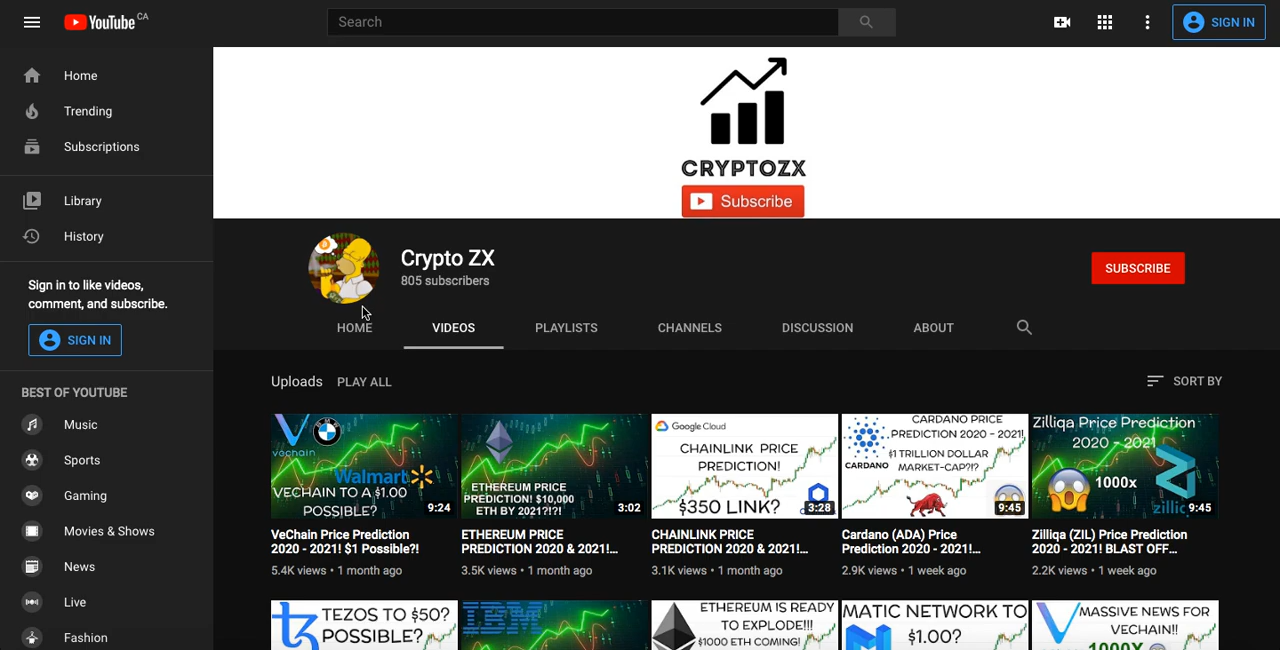 YouTube CA
Search
SIGN IN
Home
Trending
Subscriptions
Library
History
Sign in to like videos,
comment, and subscribe.
SIGN IN
BEST OF YOUTUBE
Music
Sports
Gaming
Movies & Shows
News
Live
Fashion
CRYPTOZX
Subscribe
Crypto ZX
805 subscribers
SUBSCRIBE
HOME VIDEOS PLAYLISTS CHANNELS DISCUSSION ABOUT
Uploads PLAY ALL
SORT BY
vechain
Walmart
VECHAIN TO A $1.00
POSSIBLE?
9:24
VeChain Price Prediction
2020 - 2021! $1 Possible?!
5.4K views • 1 month ago
ETHEREUM PRICE
PREDICTION! $10,000
ETH BY 2021?!?!
3:02
ETHEREUM PRICE
PREDICTION 2020 & 2021!...
3.5K views • 1 month ago
Google Cloud
CHAINLINK PRICE
PREDICTION!
$350 LINK?
3:28
CHAINLINK PRICE
PREDICTION 2020 & 2021!...
3.1K views • 1 month ago
CARDANO PRICE
PREDICTION 2020 - 2021!
$1 TRILLION DOLLAR
MARKET-CAP?!?
CARDANO
9:45
Cardano (ADA) Price
Prediction 2020 - 2021!...
2.9K views • 1 week ago
Zilliqa Price Prediction
2020 - 2021
1000x
zilliq
9:45
Zilliqa (ZIL) Price Prediction
2020 - 2021! BLAST OFF...
2.2K views • 1 week ago
TEZOS TO $50?
POSSIBLE?
IBM
ETHEREUM IS READY
TO EXPLODE!!!
$1000 ETH COMING!
MATIC NETWORK TO
$1.00?
MASSIVE NEWS FOR
VECHAIN!!
1000X